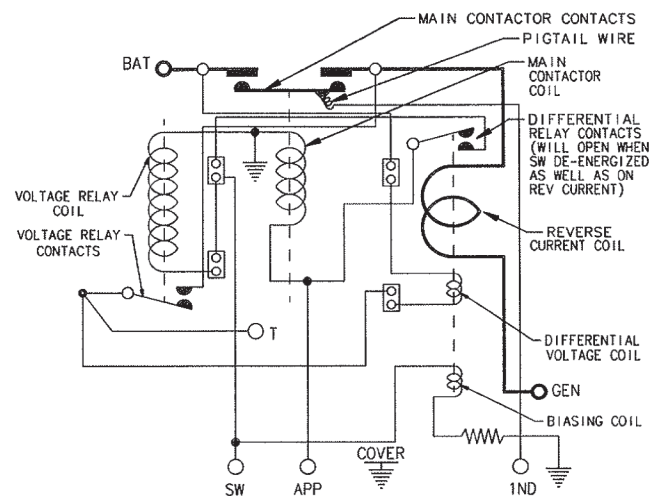 MAIN CONTACTOR CONTACTS
PIGTAIL WIRE
MAIN
CONTACTOR
COIL
BAT
DIFFERENTIAL
RELAY CONTACTS
(WILL OPEN WHEN
SW DE-ENERGIZED
AS WELL AS ON
REV CURRENT)
VOLTAGE RELAY
COIL
VOLTAGE RELAY
CONTACTS
REVERSE
CURRENT COIL
T
DIFFERENTIAL
VOLTAGE COIL
GEN
BIASING COIL
COVER
SW
APP
IND